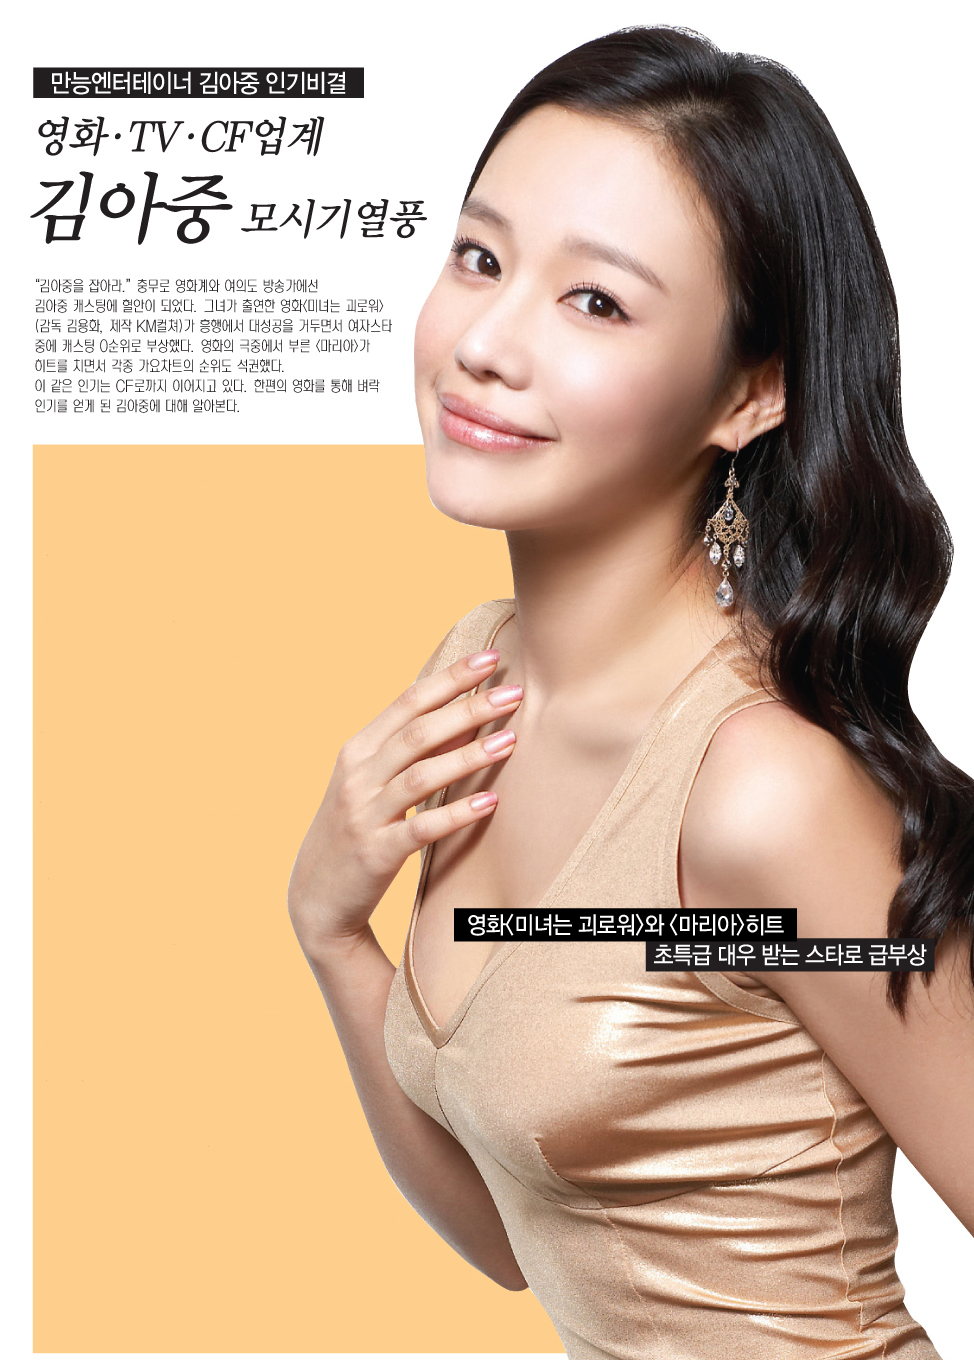 만능엔터테이너 김아중 인기비결
영화·TV·CF업계
김아중 모시기열풍
“김아중을 잡아라.” 충무로 영화계와 여의도 방송가에선
김아중 캐스팅에 혈안이 되었다. 그녀가 출연한 영화<미녀는 괴로워>
(감독 김용화, 제작 KM컬쳐)가 흥행에서 대성공을 거두면서 여자스타
중에 캐스팅 0순위로 부상했다. 영화의 극중에서 부른 <마리아>가
히트를 치면서 각종 가요차트의 순위도 석권했다.
이 같은 인기는 CF로까지 이어지고 있다. 한편의 영화를 통해 벼락
인기를 얻게 된 김아중에 대해 알아본다.
영화<미녀는 괴로워>와 <마리아>히트
초특급 대우 받는 스타로 급부상